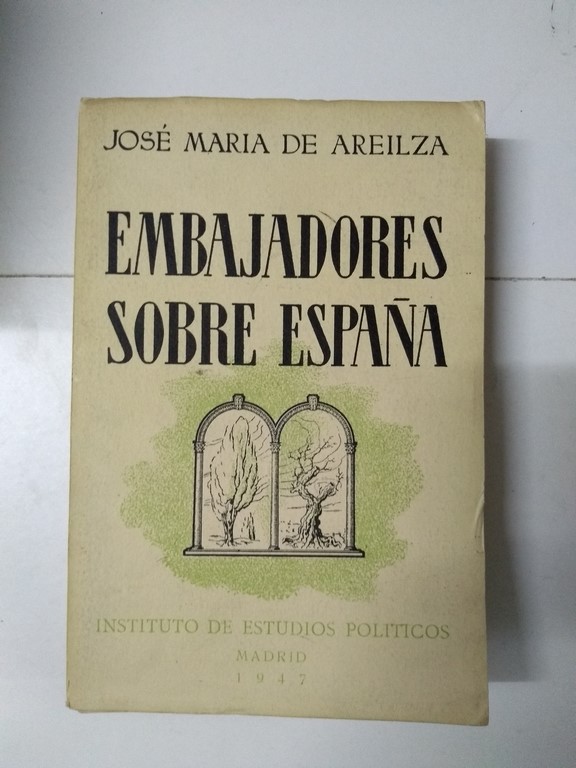 JOSÉ MARIA DE AREILZA
EMBAJADORES
SOBRE ESPAÑA
INSTITUTO DE ESTUDIOS POLITICOS
MADRID
1947